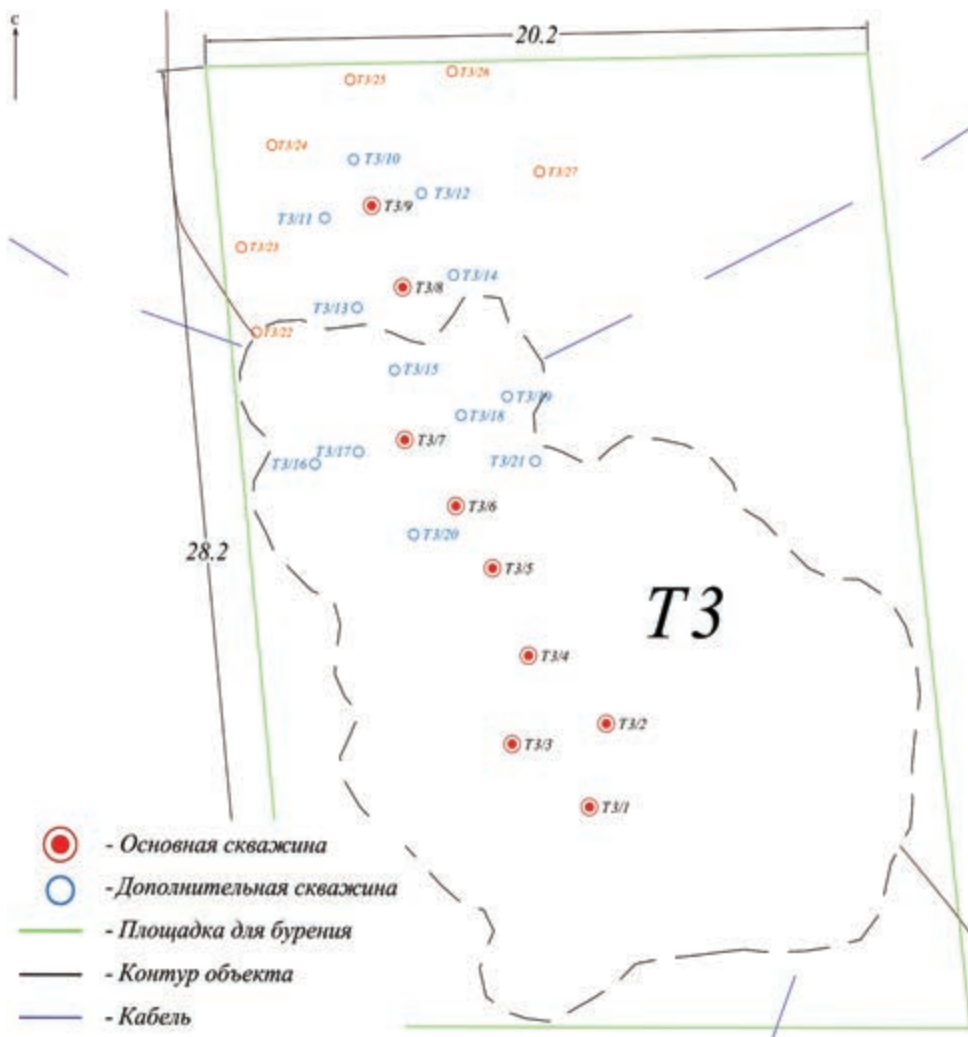 с
20.2
Т3/25
Т3/26
Т3/24
Т3/10
Т3/27
Т3/12
Т3/9
Т3/11
Т3/23
Т3/14
Т3/8
Т3/13
Т3/22
Т3/15
Т3/19
Т3/18
Т3/7
Т3/17
Т3/16
Т3/21
Т3/6
Т3/20
28.2
Т3/5
Т3
Т3/4
Т3/2
Т3/3
Т3/1
- Основная скважина
- Дополнительная скважина
- Площадка для бурения
- Контур объекта
- Кабель